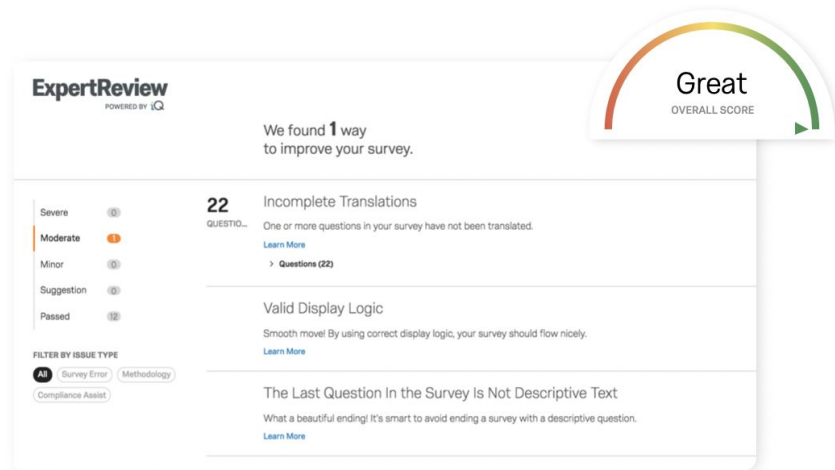 ExpertReview
POWERED BY iQ
Great
OVERALL SCORE
We found 1 way
to improve your survey.
Severe 0
Moderate 1
Minor 0
Suggestion 0
Passed 12
FILTER BY ISSUE TYPE
All Survey Error Methodology
Compliance Assist
22
QUESTIO...
Incomplete Translations
One or more questions in your survey have not been translated.
Learn More
> Questions (22)
Valid Display Logic
Smooth move! By using correct display logic, your survey should flow nicely.
Learn More
The Last Question In the Survey Is Not Descriptive Text
What a beautiful ending! It's smart to avoid ending a survey with a descriptive question.
Learn More